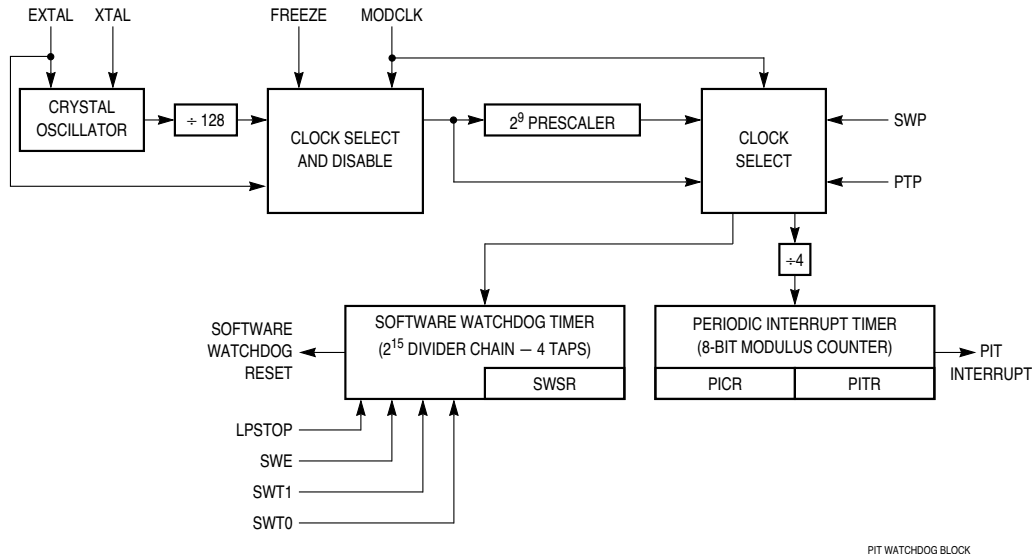 EXTAL XTAL FREEZE MODCLK
CRYSTAL
OSCILLATOR
÷ 128
CLOCK SELECT
AND DISABLE
2⁹ PRESCALER
CLOCK
SELECT
SWP
PTP
÷4
SOFTWARE WATCHDOG TIMER
(2¹⁵ DIVIDER CHAIN — 4 TAPS)
SWSR
PERIODIC INTERRUPT TIMER
(8-BIT MODULUS COUNTER)
PICR PITR
SOFTWARE
WATCHDOG
RESET
PIT
INTERRUPT
LPSTOP
SWE
SWT1
SWT0
PIT WATCHDOG BLOCK